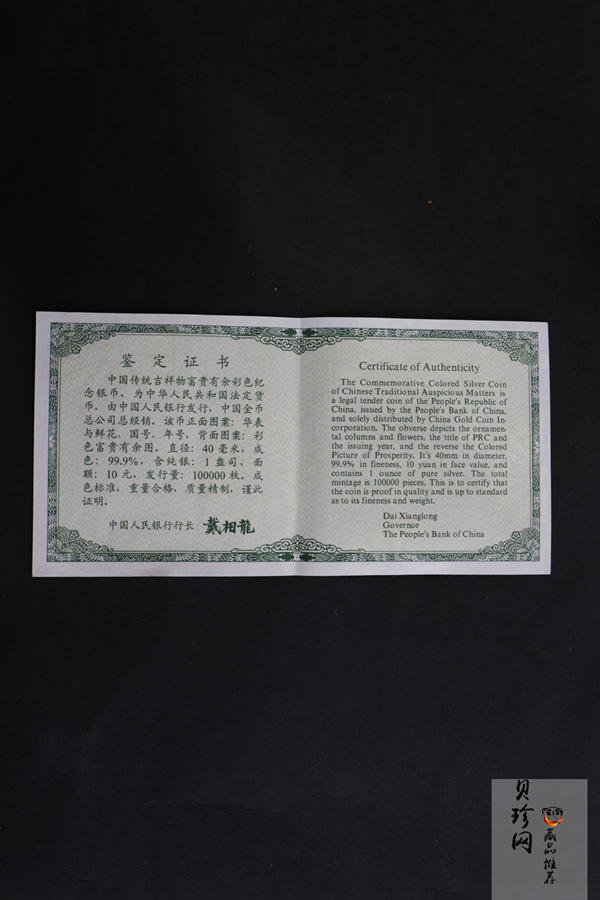 鉴定证书
中国传统吉祥物富贵有余彩色纪
念银币。为中华人民共和国法定货
币。由中国人民银行发行，中国金币
总公司总经销。该币正面图案：华表
与鲜花、国号、年号，背面图案：彩
色富贵有余图。直径：40毫米，成
色：99.9%，含纯银：1盎司，面
额：10元，发行量：100000枚。成
色标准，重量合格，质量精制，谨此
证明。
中国人民银行行长 戴相龍
Certificate of Authenticity
The Commemorative Colored Silver Coin
of Chinese Traditional Auspicious Matters is
a legal tender coin of the People's Republic of
China, issued by the People's Bank of China,
and solely distributed by China Gold Coin In-
corporation. The obverse depicts the ornamen-
tal columns and flowers, the title of PRC and
the issuing year, and the reverse the Colored
Picture of Prosperity. It's 40mm in diameter,
99.9% in fineness, 10 yuan in face value, and
contains 1 ounce of pure silver. The total
mintage is 100000 pieces. This is to certify that
the coin is proof in quality and is up to standard
as to its fineness and weight.
Dai Xianglong
Governor
The People's Bank of China
贝珍网
藏品推荐